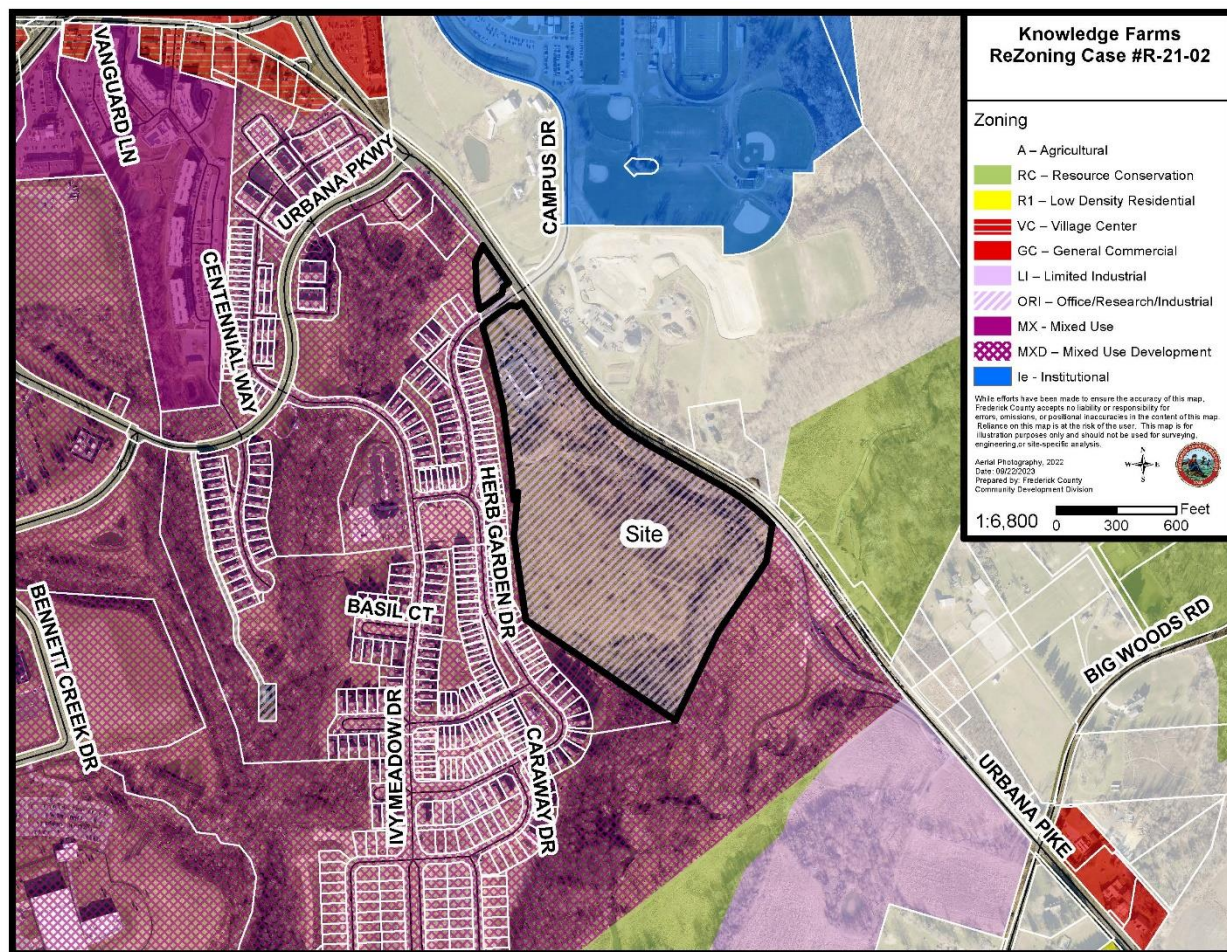 Knowledge Farms
ReZoning Case #R-21-02
Zoning
A – Agricultural
RC – Resource Conservation
R1 – Low Density Residential
VC – Village Center
GC – General Commercial
LI – Limited Industrial
ORI – Office/Research/Industrial
MX - Mixed Use
MXD – Mixed Use Development
Ie - Institutional
While efforts have been made to ensure the accuracy of this map,
Frederick County accepts no liability or responsibility for
errors, omissions, or positional inaccuracies in the content of this map.
Reliance on this map is at the risk of the user. This map is for
illustration purposes only and should not be used for surveying,
engineering,or site-specific analysis.
Aerial Photography, 2022
Date: 09/22/2023
Prepared by: Frederick County
Community Development Division
N
W E
S
1:6,800
Feet
0 300 600
VANGUARD LN
URBANA PKWY
CAMPUS DR
CENTENNIAL WAY
HERB GARDEN DR
Site
BASIL CT
BENNETT CREEK DR
IVY MEADOW DR
CARAWAY DR
BIG WOODS RD
URBANA PIKE